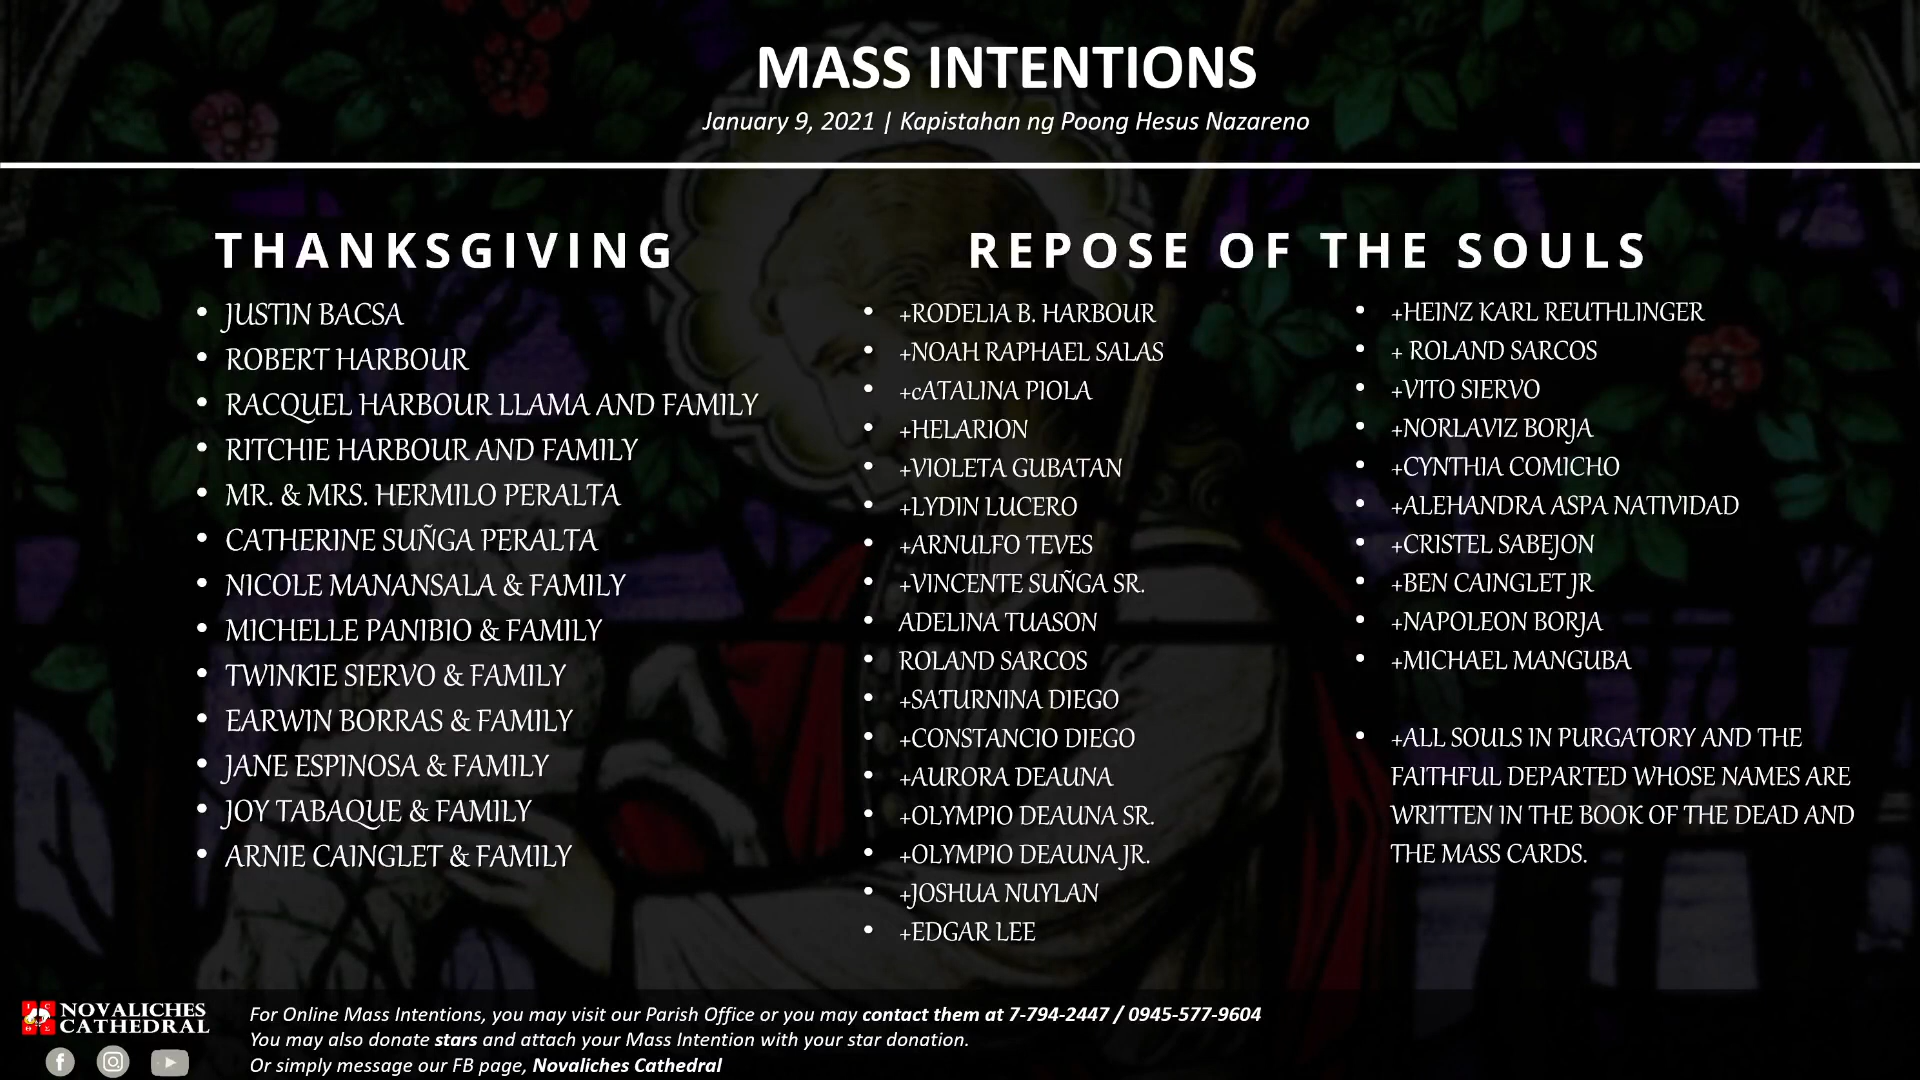 MASS INTENTIONS
January 9, 2021 | Kapistahan ng Poong Hesus Nazareno
THANKSGIVING
• JUSTIN BACSA
• ROBERT HARBOUR
• RACQUEL HARBOUR LLAMA AND FAMILY
• RITCHIE HARBOUR AND FAMILY
• MR. & MRS. HERMILO PERALTA
• CATHERINE SUÑGA PERALTA
• NICOLE MANANSALA & FAMILY
• MICHELLE PANIBIO & FAMILY
• TWINKIE SIERVO & FAMILY
• EARWIN BORRAS & FAMILY
• JANE ESPINOSA & FAMILY
• JOY TABAQUE & FAMILY
• ARNIE CAINGLET & FAMILY
REPOSE OF THE SOULS
• +RODELIA B. HARBOUR
• +NOAH RAPHAEL SALAS
• +cATALINA PIOLA
• +HELARION
• +VIOLETA GUBATAN
• +LYDIN LUCERO
• +ARNULFO TEVES
• +VINCENTE SUÑGA SR.
• ADELINA TUASON
• ROLAND SARCOS
• +SATURNINA DIEGO
• +CONSTANCIO DIEGO
• +AURORA DEAUNA
• +OLYMPIO DEAUNA SR.
• +OLYMPIO DEAUNA JR.
• +JOSHUA NUYLAN
• +EDGAR LEE
• +HEINZ KARL REUTHLINGER
• + ROLAND SARCOS
• +VITO SIERVO
• +NORLAVIZ BORJA
• +CYNTHIA COMICHO
• +ALEHANDRA ASPA NATIVIDAD
• +CRISTEL SABEJON
• +BEN CAINGLET JR
• +NAPOLEON BORJA
• +MICHAEL MANGUBA
• +ALL SOULS IN PURGATORY AND THE
FAITHFUL DEPARTED WHOSE NAMES ARE
WRITTEN IN THE BOOK OF THE DEAD AND
THE MASS CARDS.
NOVALICHES
CATHEDRAL
For Online Mass Intentions, you may visit our Parish Office or you may contact them at 7-794-2447 / 0945-577-9604
You may also donate stars and attach your Mass Intention with your star donation.
Or simply message our FB page, Novaliches Cathedral